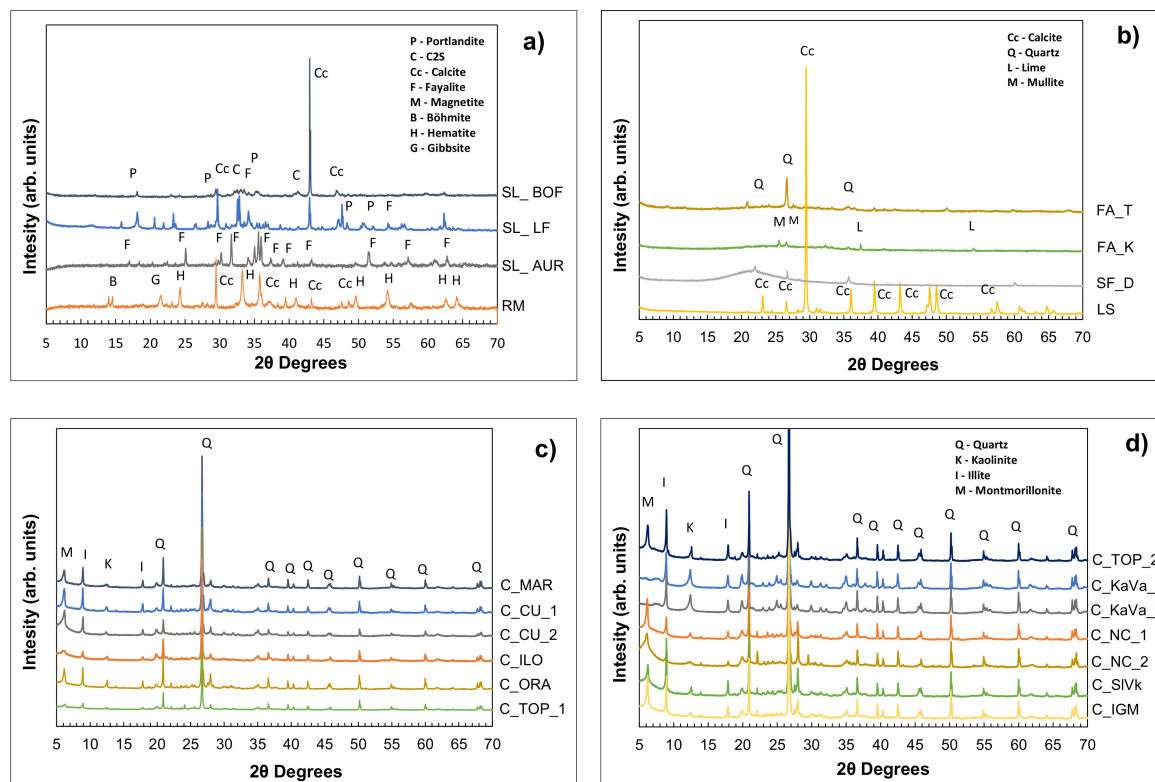 a)
P - Portlandite
C - C2S
Cc - Calcite
F - Fayalite
M - Magnetite
B - Böhmite
H - Hematite
G - Gibbsite
Cc
P P Cc C F P C Cc
SL_ BOF
P P F
SL_ LF
F F F F F F F F F F F
SL_AUR
B G H Cc H Cc H Cc Cc H H H H
RM
Intesity (arb. units)
5 10 15 20 25 30 35 40 45 50 55 60 65 70
2θ Degrees
b)
Cc - Calcite
Q - Quartz
L - Lime
M - Mullite
Cc
Q Q Q
FA_T
M M L L
FA_K
SF_D
Cc Cc Cc Cc Cc Cc Cc
LS
Intesity (arb. units)
5 10 15 20 25 30 35 40 45 50 55 60 65 70
2θ Degrees
c)
Q
M I K I Q Q Q Q Q Q Q Q Q
C_MAR
C_CU_1
C_CU_2
C_ILO
C_ORA
C_TOP_1
Intesity (arb. units)
5 10 15 20 25 30 35 40 45 50 55 60 65 70
2θ Degrees
d)
Q - Quartz
K - Kaolinite
I - Illite
M - Montmorillonite
M I K I Q Q Q Q Q Q Q Q Q Q
C_TOP_2
C_KaVa_
C_KaVa_
C_NC_1
C_NC_2
C_SlVk
C_IGM
Intesity (arb. units)
5 10 15 20 25 30 35 40 45 50 55 60 65 70
2θ Degrees